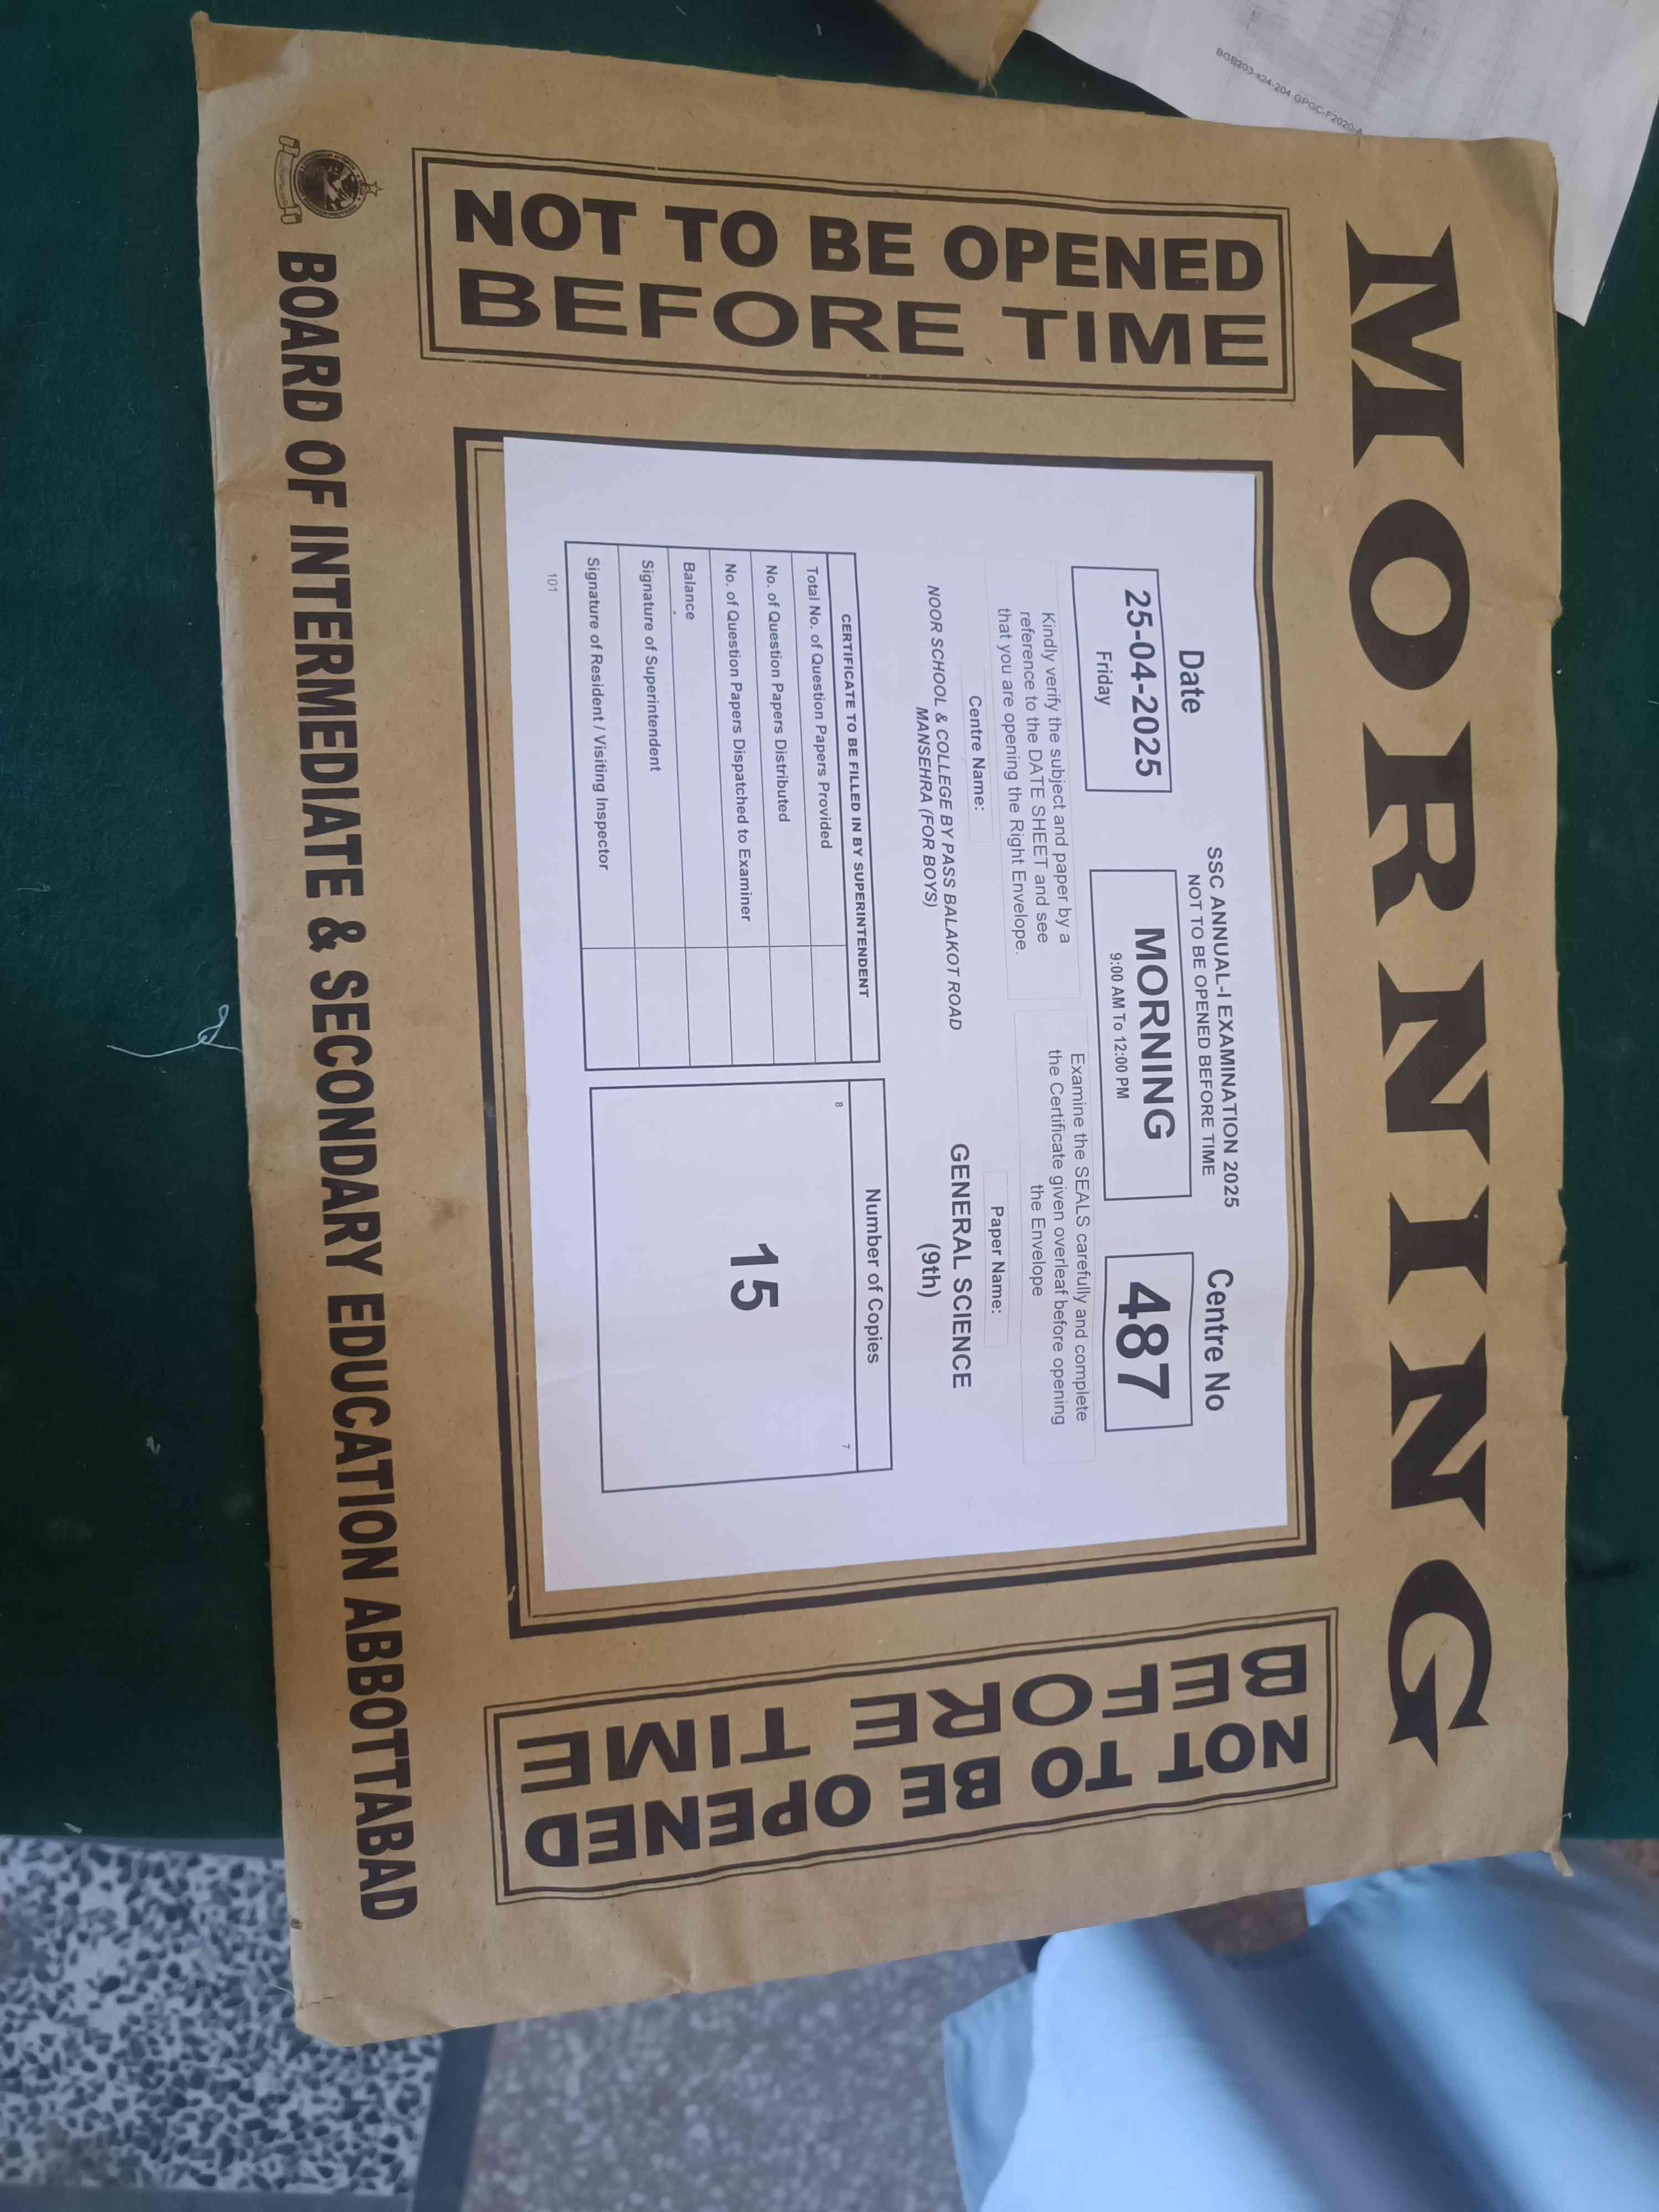 MORNING
NOT TO BE OPENED
BEFORE TIME
SSC ANNUAL-I EXAMINATION 2025
NOT TO BE OPENED BEFORE TIME
Date
25-04-2025
Friday
MORNING
9:00 AM To 12:00 PM
Centre No
487
Kindly verify the subject and paper by a
reference to the DATE SHEET and see
that you are opening the Right Envelope.
Examine the SEALS carefully and complete
the Certificate given overleaf before opening
the Envelope
Centre Name:
NOOR SCHOOL & COLLEGE BY PASS BALAKOT ROAD
MANSEHRA (FOR BOYS)
Paper Name:
GENERAL SCIENCE
(9th)
CERTIFICATE TO BE FILLED IN BY SUPERINTENDENT
Total No. of Question Papers Provided
No. of Question Papers Distributed
No. of Question Papers Dispatched to Examiner
Balance
Signature of Superintendent
Signature of Resident / Visiting Inspector
101
Number of Copies
8
7
15
NOT TO BE OPENED
BEFORE TIME
BOARD OF INTERMEDIATE & SECONDARY EDUCATION ABBOTTABAD